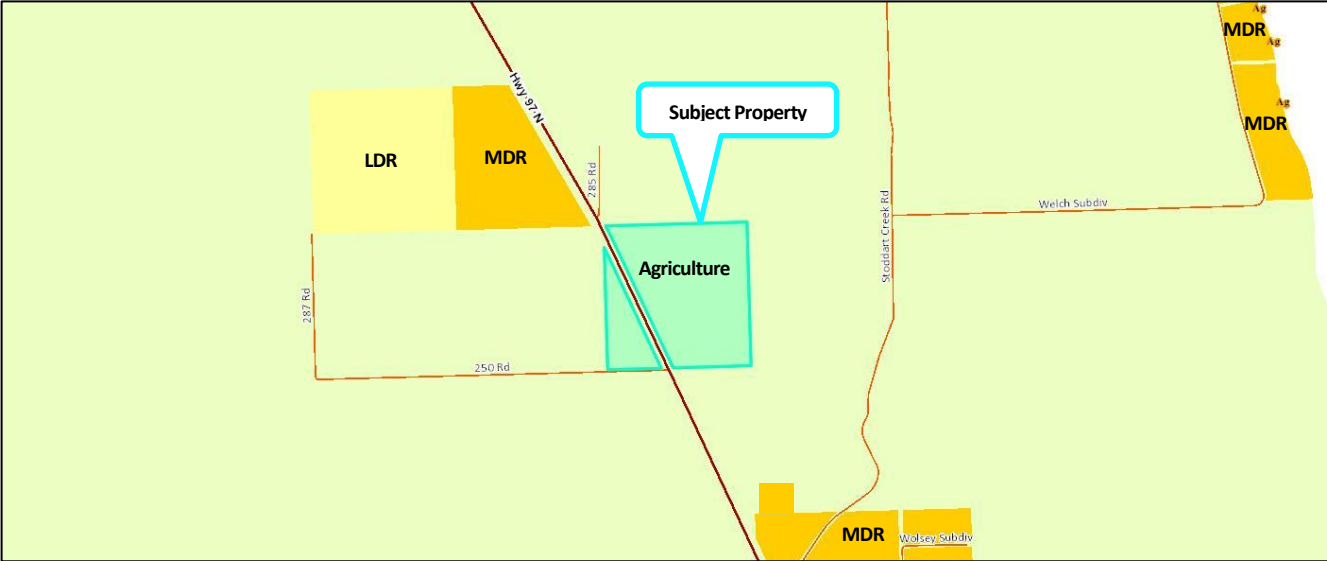 Ag
MDR
Ag
Hwy 97 N
Subject Property
Ag
MDR
LDR
MDR
285 Rd
Stoddart Creek Rd
Welch Subdiv
Agriculture
287 Rd
250 Rd
MDR
Wolsey Subdiv